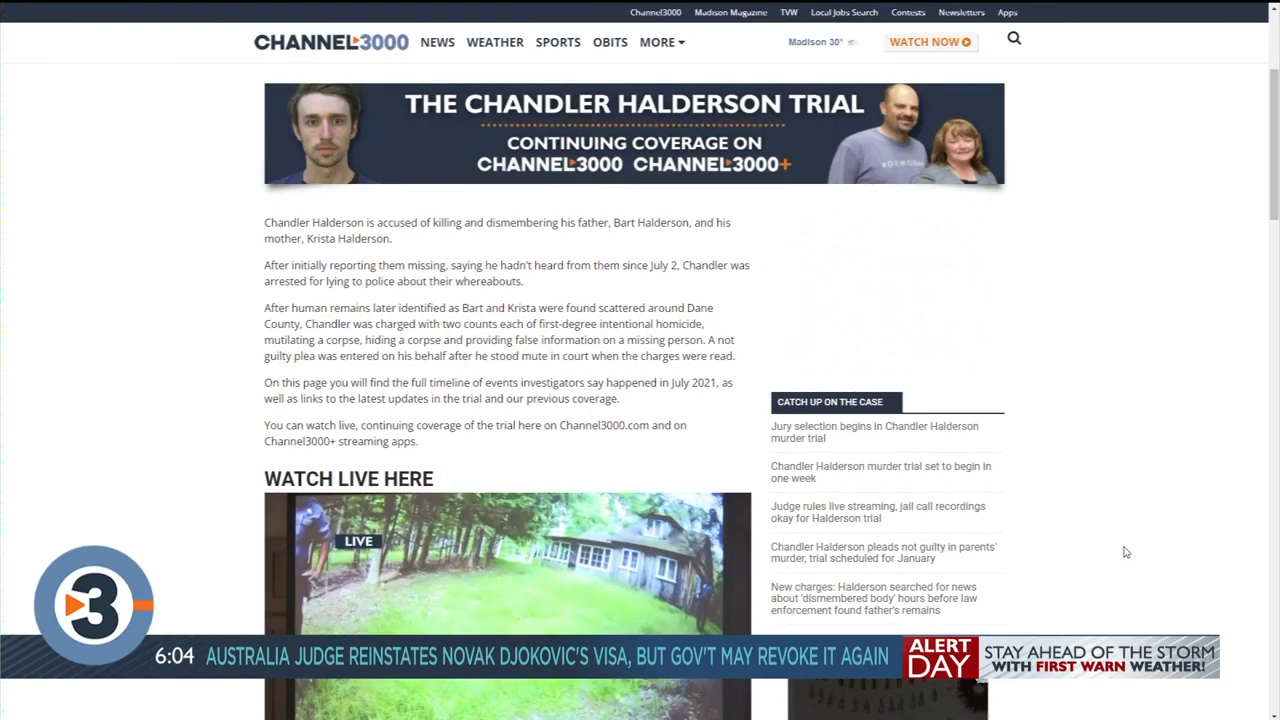 Channel3000 Madison Magazine TVW Local Jobs Search Contests Newsletters Apps
CHANNEL3000 NEWS WEATHER SPORTS OBITS MORE Madison 30° WATCH NOW
THE CHANDLER HALDERSON TRIAL
CONTINUING COVERAGE ON
CHANNEL3000 CHANNEL3000+
Chandler Halderson is accused of killing and dismembering his father, Bart Halderson, and his
mother, Krista Halderson.
After initially reporting them missing, saying he hadn't heard from them since July 2, Chandler was
arrested for lying to police about their whereabouts.
After human remains later identified as Bart and Krista were found scattered around Dane
County, Chandler was charged with two counts each of first-degree intentional homicide,
mutilating a corpse, hiding a corpse and providing false information on a missing person. A not
guilty plea was entered on his behalf after he stood mute in court when the charges were read.
On this page you will find the full timeline of events investigators say happened in July 2021, as
well as links to the latest updates in the trial and our previous coverage.
You can watch live, continuing coverage of the trial here on Channel3000.com and on
Channel3000+ streaming apps.
WATCH LIVE HERE
LIVE
CATCH UP ON THE CASE
Jury selection begins in Chandler Halderson
murder trial
Chandler Halderson murder trial set to begin in
one week
Judge rules live streaming, jail call recordings
okay for Halderson trial
Chandler Halderson pleads not guilty in parents'
murder, trial scheduled for January
New charges: Halderson searched for news
about 'dismembered body' hours before law
enforcement found father's remains
3
6:04 AUSTRALIA JUDGE REINSTATES NOVAK DJOKOVIC'S VISA, BUT GOV'T MAY REVOKE IT AGAIN
ALERT
DAY
STAY AHEAD OF THE STORM
WITH FIRST WARN WEATHER!